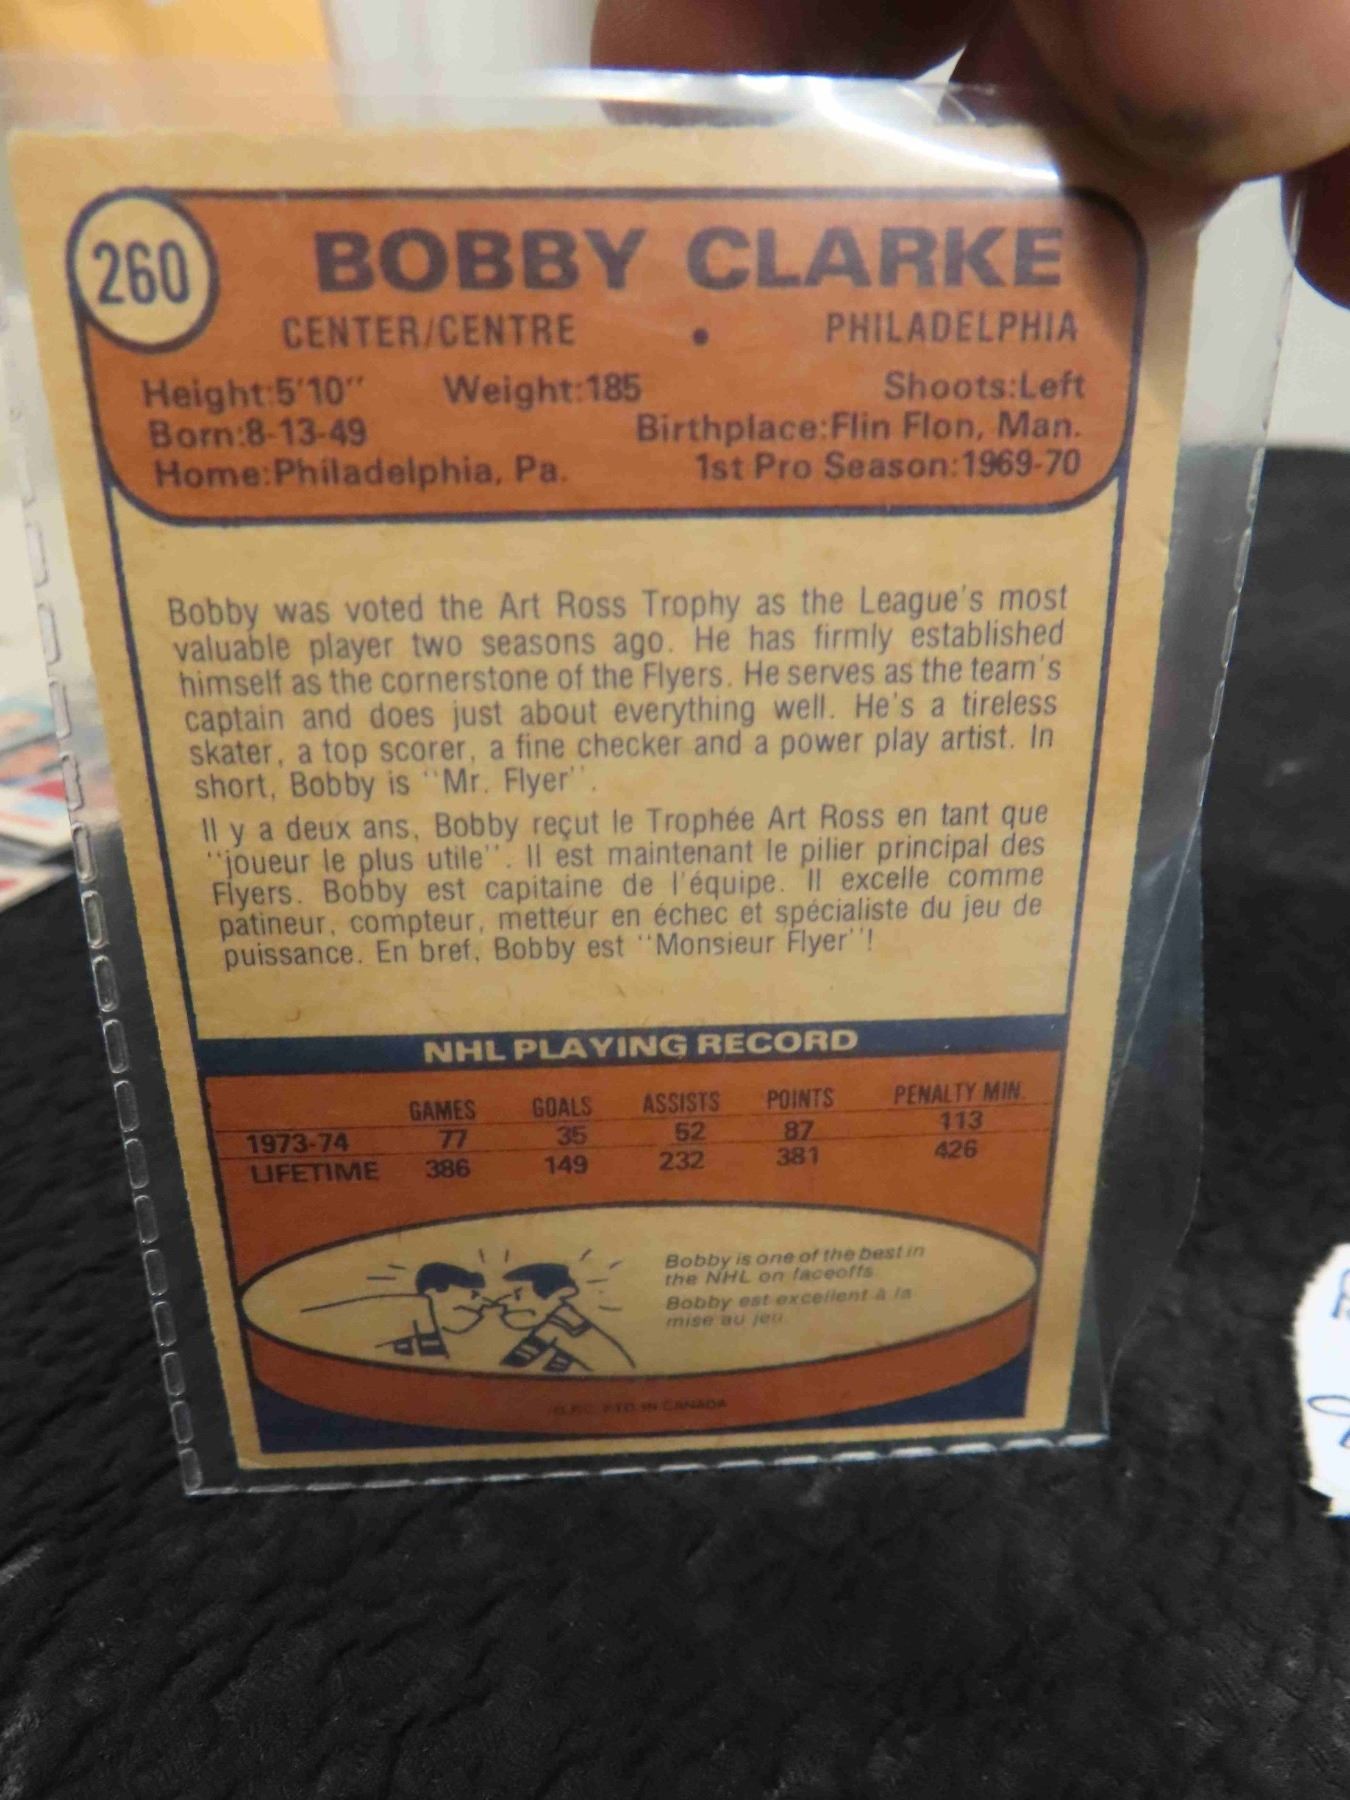 260
BOBBY CLARKE
CENTER/CENTRE • PHILADELPHIA
Height:5'10'' Weight:185 Shoots:Left
Born:8-13-49 Birthplace:Flin Flon, Man.
Home:Philadelphia, Pa. 1st Pro Season:1969-70
Bobby was voted the Art Ross Trophy as the League's most
valuable player two seasons ago. He has firmly established
himself as the cornerstone of the Flyers. He serves as the team's
captain and does just about everything well. He's a tireless
skater, a top scorer, a fine checker and a power play artist. In
short, Bobby is ''Mr. Flyer''.
Il y a deux ans, Bobby reçut le Trophée Art Ross en tant que
''joueur le plus utile''. Il est maintenant le pilier principal des
Flyers. Bobby est capitaine de l'équipe. Il excelle comme
patineur, compteur, metteur en échec et spécialiste du jeu de
puissance. En bref, Bobby est ''Monsieur Flyer''!
NHL PLAYING RECORD
GAMES GOALS ASSISTS POINTS PENALTY MIN.
1973-74 77 35 52 87 113
LIFETIME 386 149 232 381 426
Bobby is one of the best in
the NHL on faceoffs
Bobby est excellent à la
mise au jeu.
PTD. IN CANADA